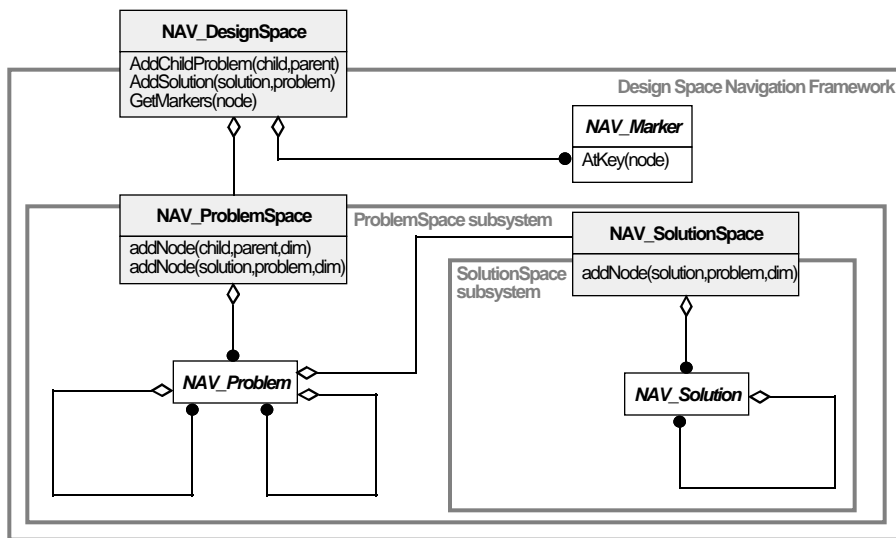 NAV_DesignSpace
AddChildProblem(child,parent)
AddSolution(solution,problem)
GetMarkers(node)
Design Space Navigation Framework
NAV_Marker
AtKey(node)
NAV_ProblemSpace
addNode(child,parent,dim)
addNode(solution,problem,dim)
ProblemSpace subsystem
NAV_SolutionSpace
addNode(solution,problem,dim)
SolutionSpace
subsystem
NAV_Problem
NAV_Solution